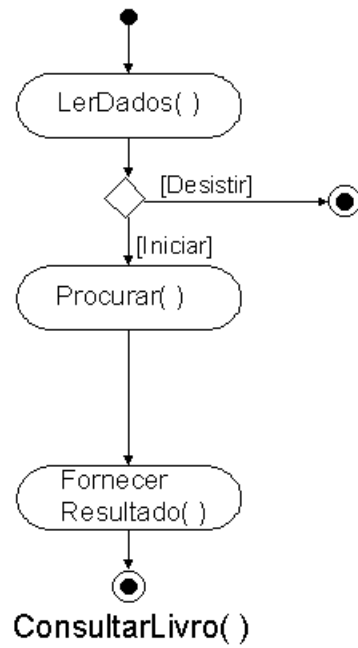 LerDados( )
[Desistir]
[Iniciar]
Procurar( )
Fornecer
Resultado( )
ConsultarLivro( )